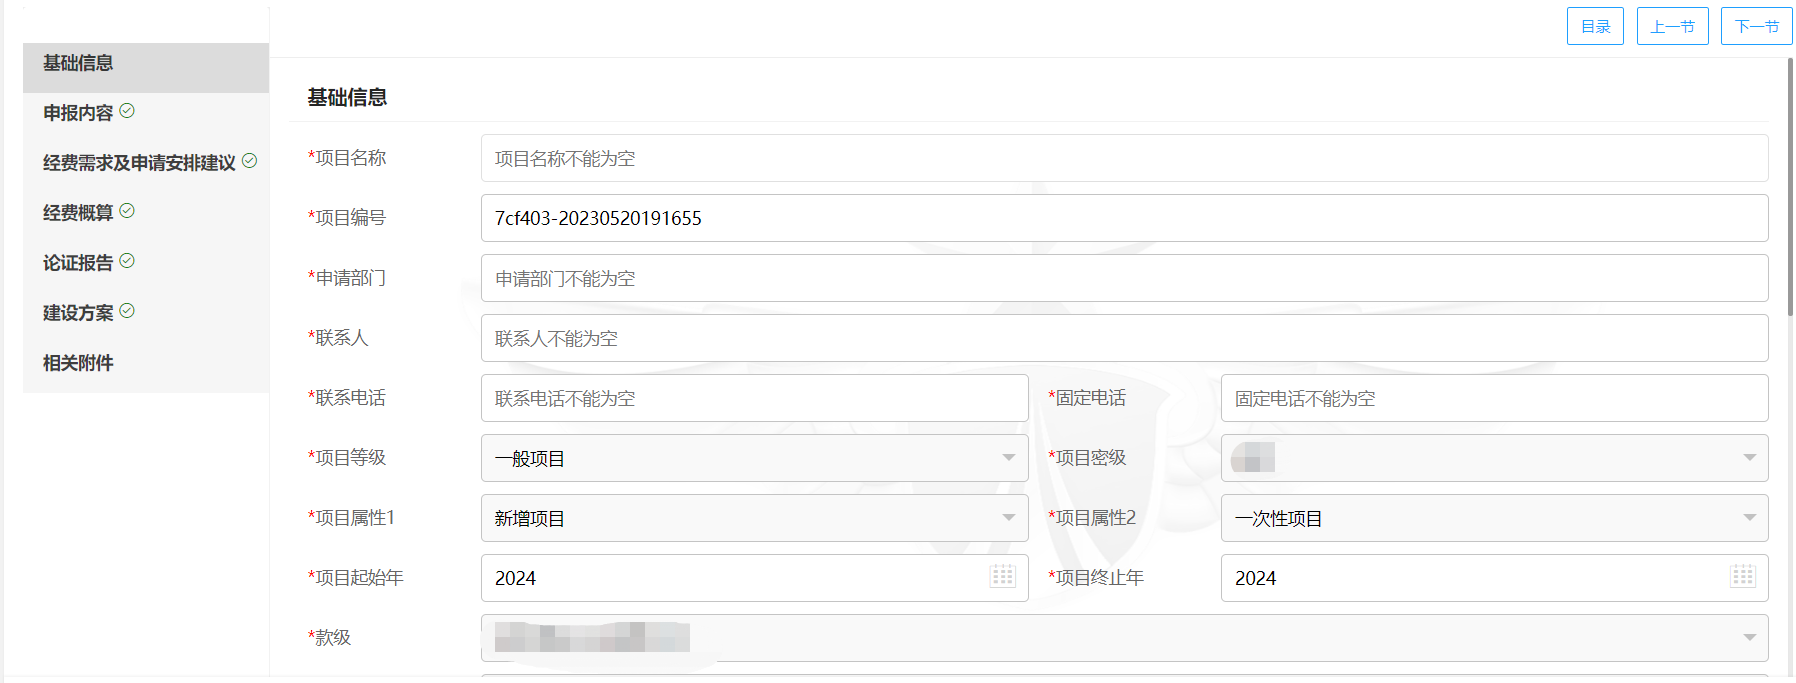 目录 上一节 下一节
基础信息
申报内容
经费需求及申请安排建议
经费概算
论证报告
建设方案
相关附件
基础信息
*项目名称 项目名称不能为空
*项目编号 7cf403-20230520191655
*申请部门 申请部门不能为空
*联系人 联系人不能为空
*联系电话 联系电话不能为空 *固定电话 固定电话不能为空
*项目等级 一般项目 *项目密级
*项目属性1 新增项目 *项目属性2 一次性项目
*项目起始年 2024 *项目终止年 2024
*款级